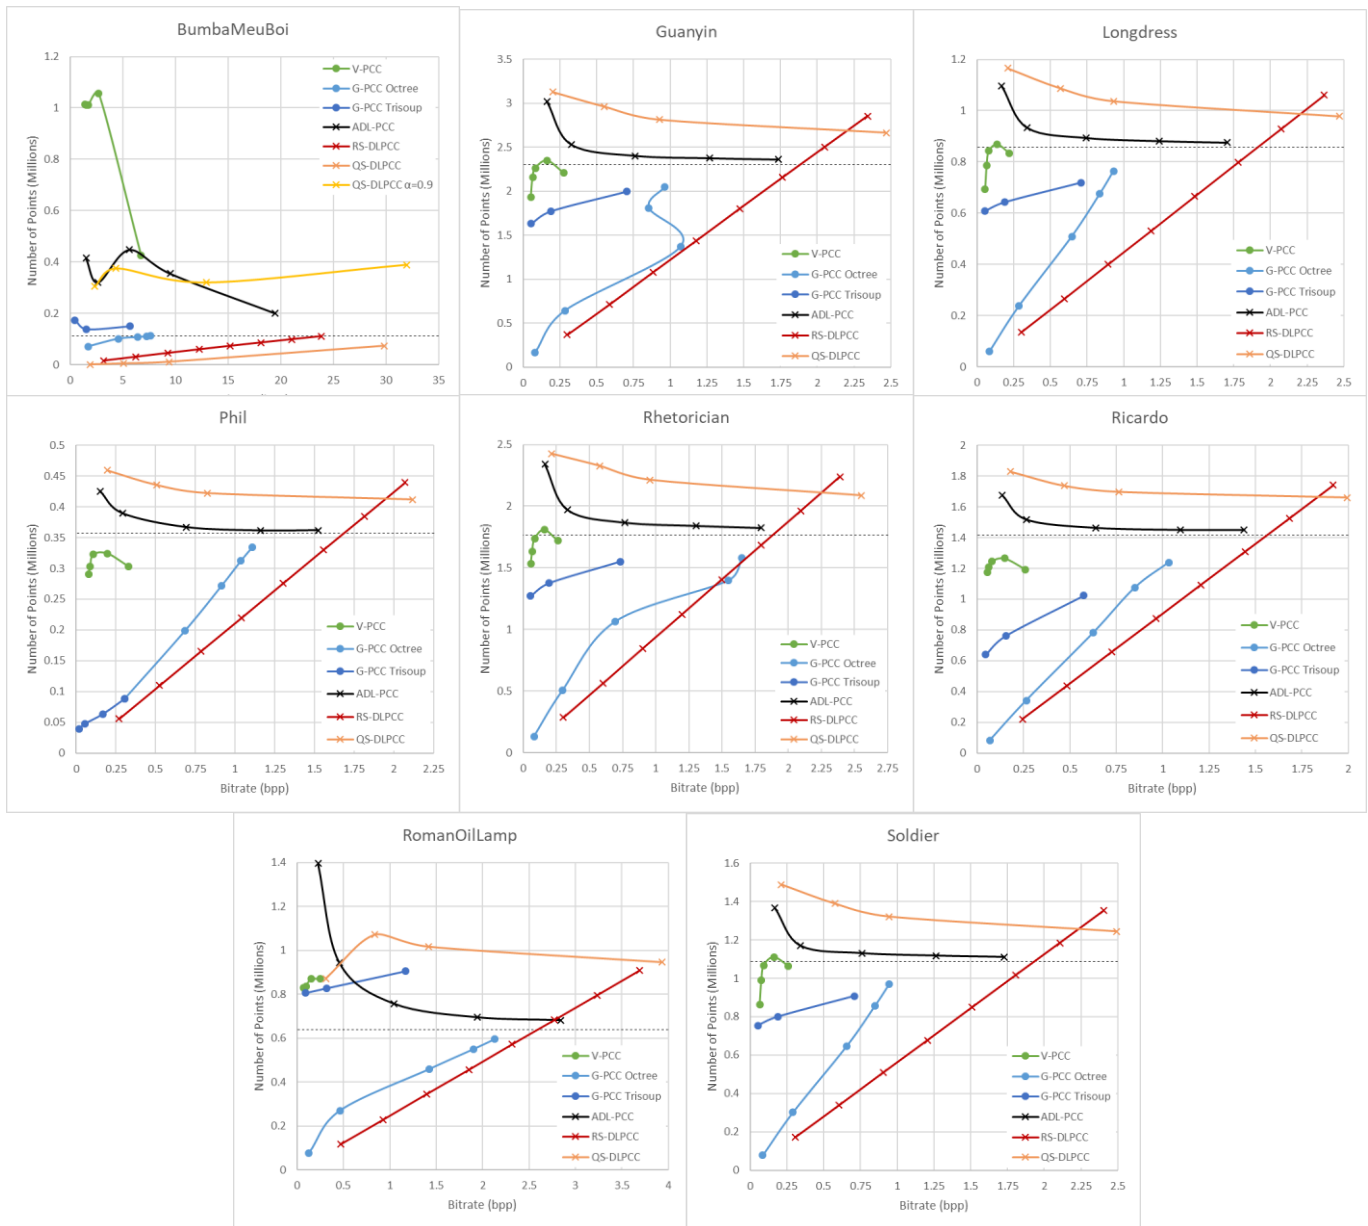 BumbaMeuBoi
Number of Points (Millions)
1.2
1
0.8
0.6
0.4
0.2
0
0 5 10 15 20 25 30 35
V-PCC
G-PCC Octree
G-PCC Trisoup
ADL-PCC
RS-DLPCC
QS-DLPCC
QS-DLPCC α=0.9
Guanyin
Number of Points (Millions)
3.5
3
2.5
2
1.5
1
0.5
0
0 0.25 0.5 0.75 1 1.25 1.5 1.75 2 2.25 2.5
V-PCC
G-PCC Octree
G-PCC Trisoup
ADL-PCC
RS-DLPCC
QS-DLPCC
Longdress
Number of Points (Millions)
1.2
1
0.8
0.6
0.4
0.2
0
0 0.25 0.5 0.75 1 1.25 1.5 1.75 2 2.25 2.5
V-PCC
G-PCC Octree
G-PCC Trisoup
ADL-PCC
RS-DLPCC
QS-DLPCC
Phil
Number of Points (Millions)
0.5
0.45
0.4
0.35
0.3
0.25
0.2
0.15
0.1
0.05
0
0 0.25 0.5 0.75 1 1.25 1.5 1.75 2 2.25
Bitrate (bpp)
V-PCC
G-PCC Octree
G-PCC Trisoup
ADL-PCC
RS-DLPCC
QS-DLPCC
Rhetorician
Number of Points (Millions)
2.5
2
1.5
1
0.5
0
0 0.25 0.5 0.75 1 1.25 1.5 1.75 2 2.25 2.5 2.75
Bitrate (bpp)
V-PCC
G-PCC Octree
G-PCC Trisoup
ADL-PCC
RS-DLPCC
QS-DLPCC
Ricardo
Number of Points (Millions)
2
1.8
1.6
1.4
1.2
1
0.8
0.6
0.4
0.2
0
0 0.25 0.5 0.75 1 1.25 1.5 1.75 2
Bitrate (bpp)
V-PCC
G-PCC Octree
G-PCC Trisoup
ADL-PCC
RS-DLPCC
QS-DLPCC
RomanOilLamp
Number of Points (Millions)
1.4
1.2
1
0.8
0.6
0.4
0.2
0
0 0.5 1 1.5 2 2.5 3 3.5 4
Bitrate (bpp)
V-PCC
G-PCC Octree
G-PCC Trisoup
ADL-PCC
RS-DLPCC
QS-DLPCC
Soldier
Number of Points (Millions)
1.6
1.4
1.2
1
0.8
0.6
0.4
0.2
0
0 0.25 0.5 0.75 1 1.25 1.5 1.75 2 2.25 2.5
Bitrate (bpp)
V-PCC
G-PCC Octree
G-PCC Trisoup
ADL-PCC
RS-DLPCC
QS-DLPCC